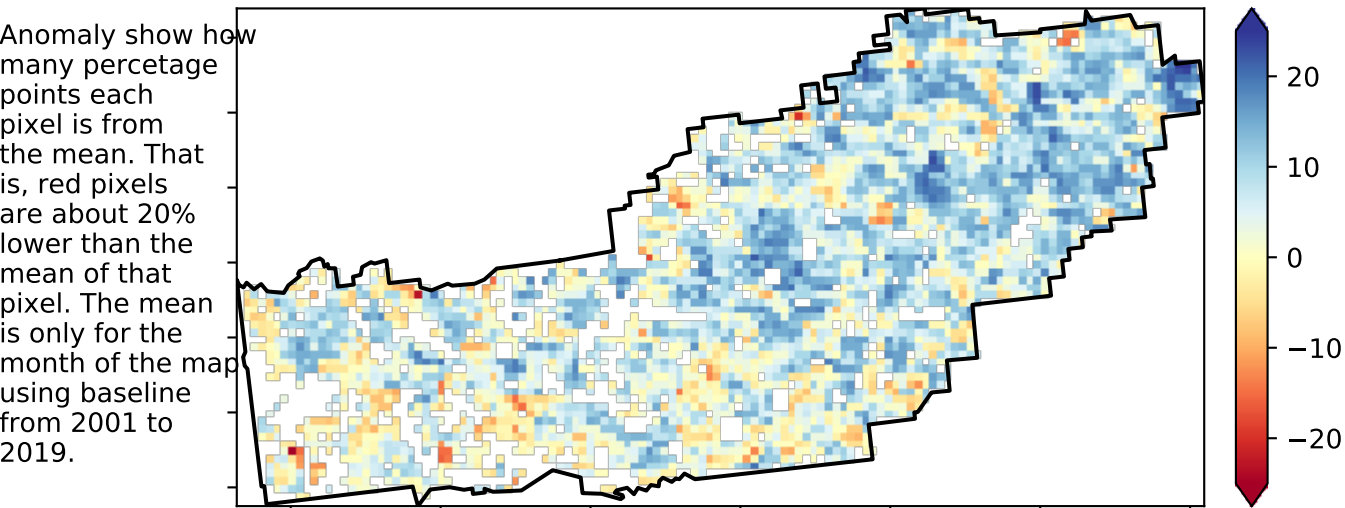 Anomaly show how
many percetage
points each
pixel is from
the mean. That
is, red pixels
are about 20%
lower than the
mean of that
pixel. The mean
is only for the
month of the map
using baseline
from 2001 to
2019.
20
10
0
−10
−20